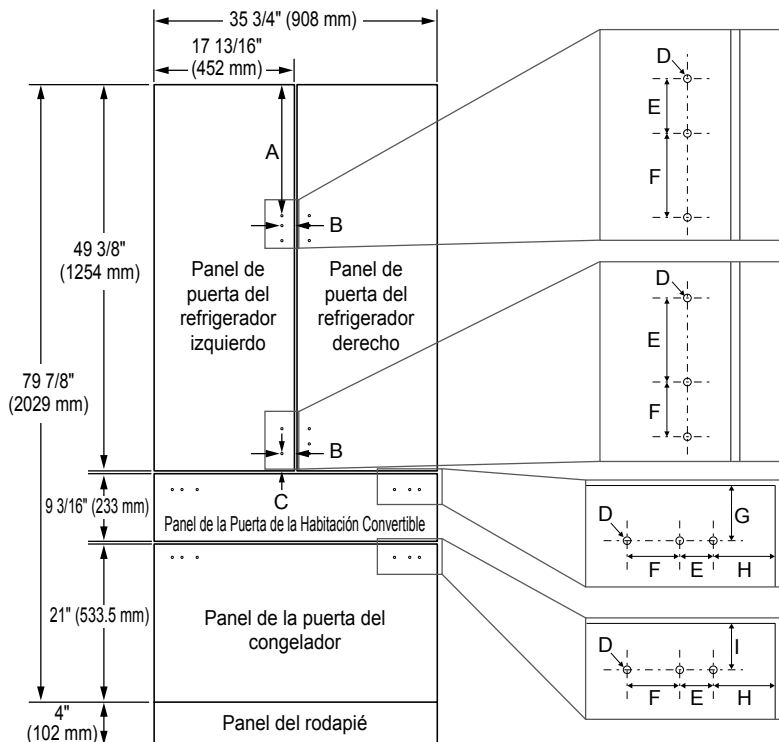 35 3/4" (908 mm)
17 13/16"
(452 mm)
A
B
49 3/8"
(1254 mm)
Panel de
puerta del
refrigerador
izquierdo
Panel de
puerta del
refrigerador
derecho
79 7/8"
(2029 mm)
B
C
9 3/16" (233 mm)
Panel de la Puerta de la Habitación Convertible
21" (533.5 mm)
Panel de la puerta del
congelador
4"
(102 mm)
Panel del rodapié
D
E
F
D
E
F
G
D
F E H
I
D
F E H